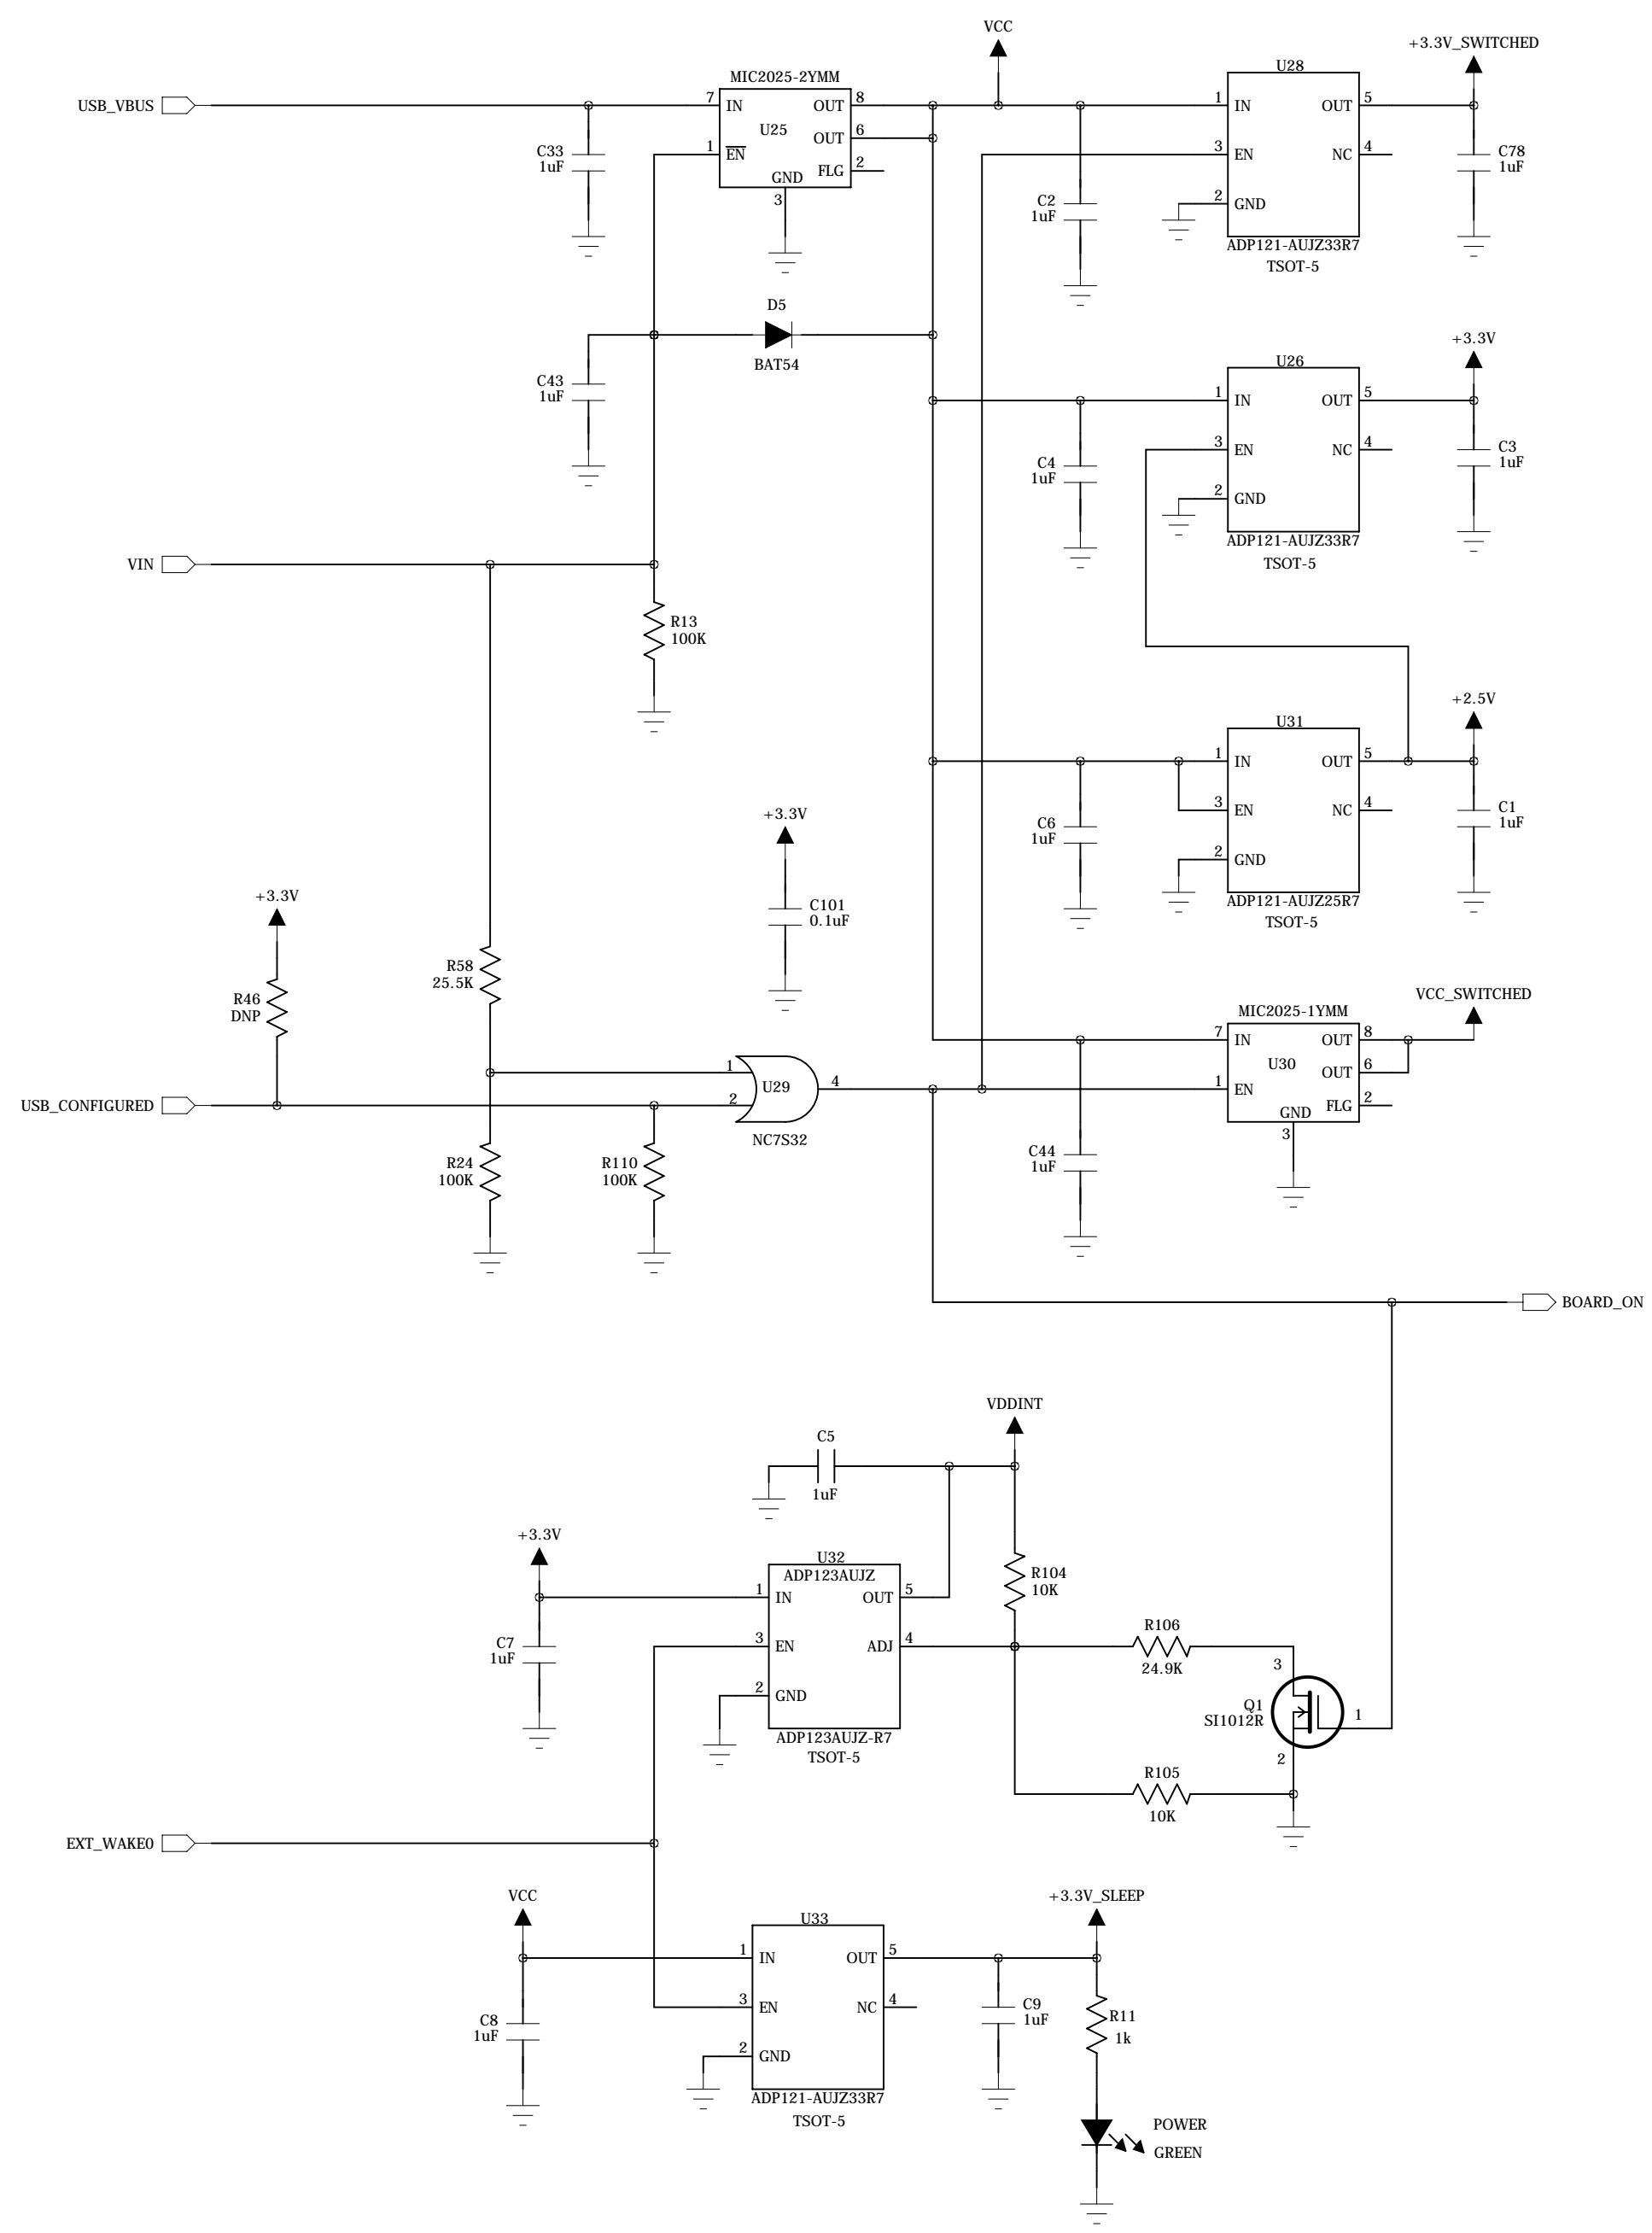 VCC
+3.3V_SWITCHED
MIC2025-2YMM
U28
USB_VBUS
7
IN
OUT
8
1
IN
OUT
5
U25
OUT
6
C33
1uF
1
EN
FLG
2
3
EN
NC
4
C78
1uF
GND
3
C2
1uF
2
GND
ADP121-AUJZ33R7
TSOT-5
D5
BAT54
+3.3V
U26
C43
1uF
1
IN
OUT
5
3
EN
NC
4
C3
1uF
C4
1uF
2
GND
ADP121-AUJZ33R7
TSOT-5
VIN
R13
100K
+2.5V
U31
1
IN
OUT
5
+3.3V
3
EN
NC
4
C1
1uF
C6
1uF
2
GND
ADP121-AUJZ25R7
TSOT-5
+3.3V
C101
0.1uF
R58
25.5K
R46
DNP
VCC_SWITCHED
MIC2025-1YMM
7
IN
OUT
8
U30
OUT
6
1
U29
4
1
EN
FLG
2
USB_CONFIGURED
2
GND
3
NC7S32
R24
100K
R110
100K
C44
1uF
BOARD_ON
VDDINT
C5
1uF
+3.3V
U32
ADP123AUJZ
R104
10K
1
IN
OUT
5
C7
1uF
3
EN
ADJ
4
R106
24.9K
3
2
GND
Q1
SI1012R
1
ADP123AUJZ-R7
TSOT-5
2
R105
10K
EXT_WAKE0
VCC
+3.3V_SLEEP
U33
1
IN
OUT
5
C8
1uF
3
EN
NC
4
C9
1uF
R11
1k
2
GND
ADP121-AUJZ33R7
TSOT-5
POWER
GREEN